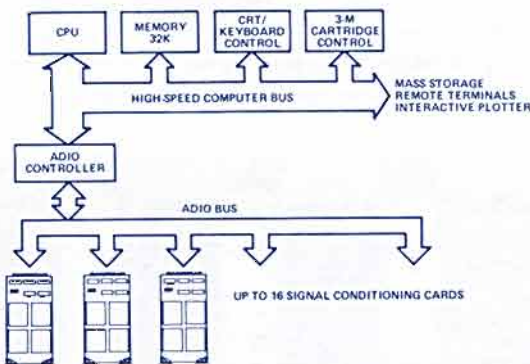 CPU
MEMORY
32K
CRT/
KEYBOARD
CONTROL
3-M
CARTRIDGE
CONTROL
MASS STORAGE
REMOTE TERMINALS
INTERACTIVE PLOTTER
HIGH-SPEED COMPUTER BUS
ADIO
CONTROLLER
ADIO BUS
UP TO 16 SIGNAL CONDITIONING CARDS